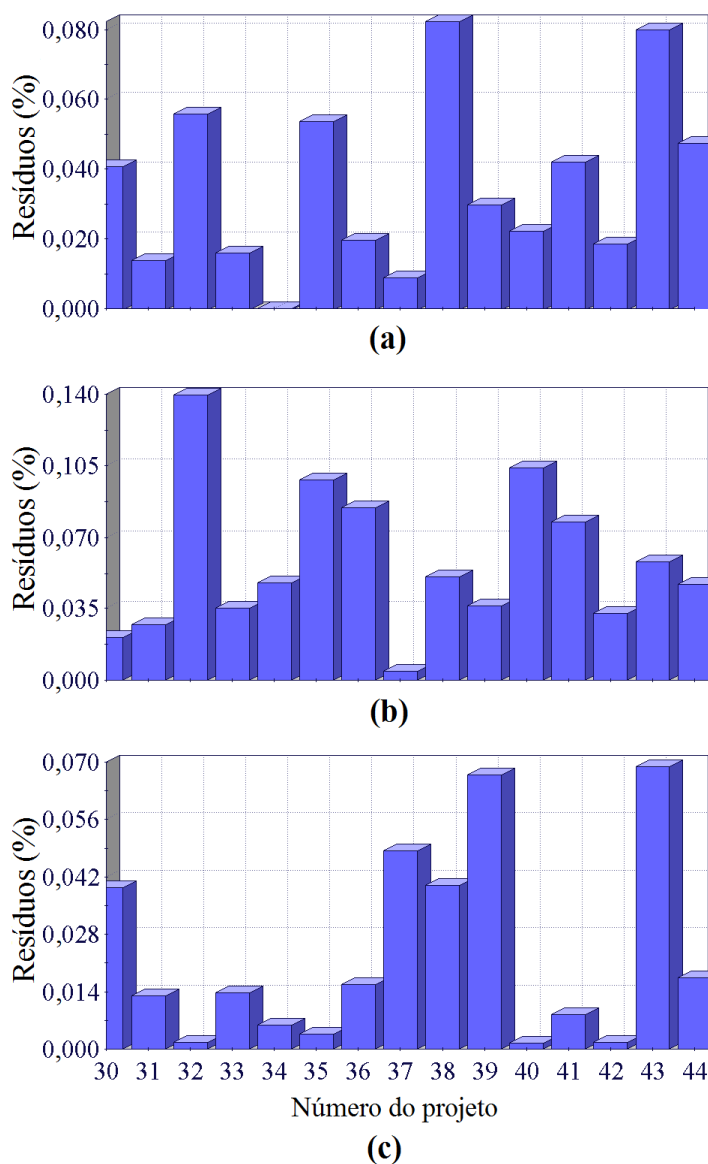 Resíduos (%)
0,080
0,060
0,040
0,020
0,000
(a)
Resíduos (%)
0,140
0,105
0,070
0,035
0,000
(b)
Resíduos (%)
0,070
0,056
0,042
0,028
0,014
0,000
30 31 32 33 34 35 36 37 38 39 40 41 42 43 44
Número do projeto
(c)